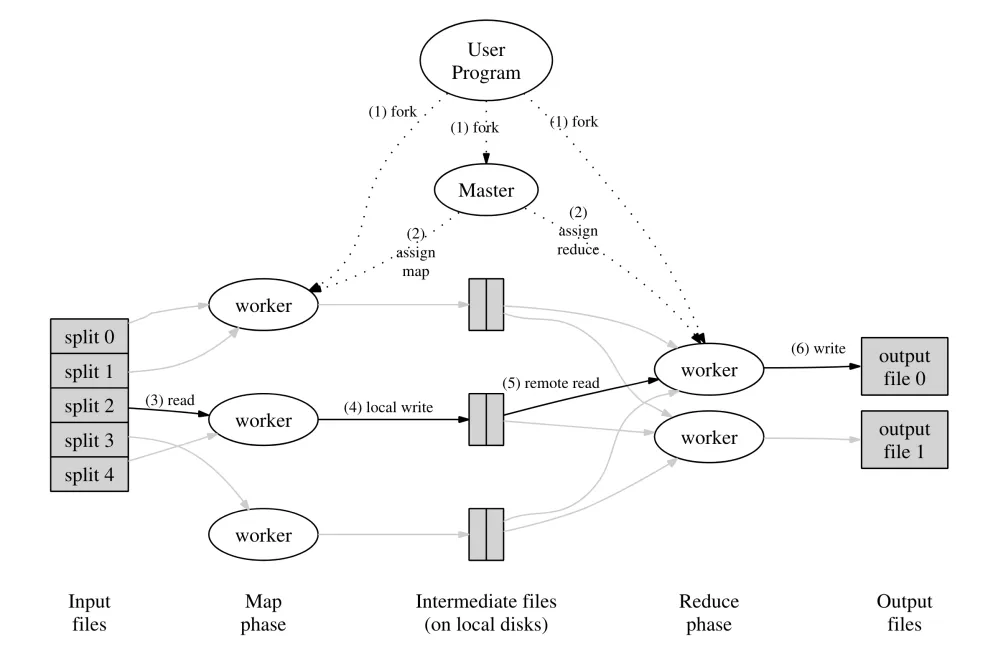 User
Program
(1) fork
(1) fork
(1) fork
Master
(2)
assign
map
(2)
assign
reduce
worker
split 0
split 1
split 2
split 3
split 4
(3) read
worker
(4) local write
(5) remote read
worker
worker
worker
(6) write
output
file 0
output
file 1
Input
files
Map
phase
Intermediate files
(on local disks)
Reduce
phase
Output
files